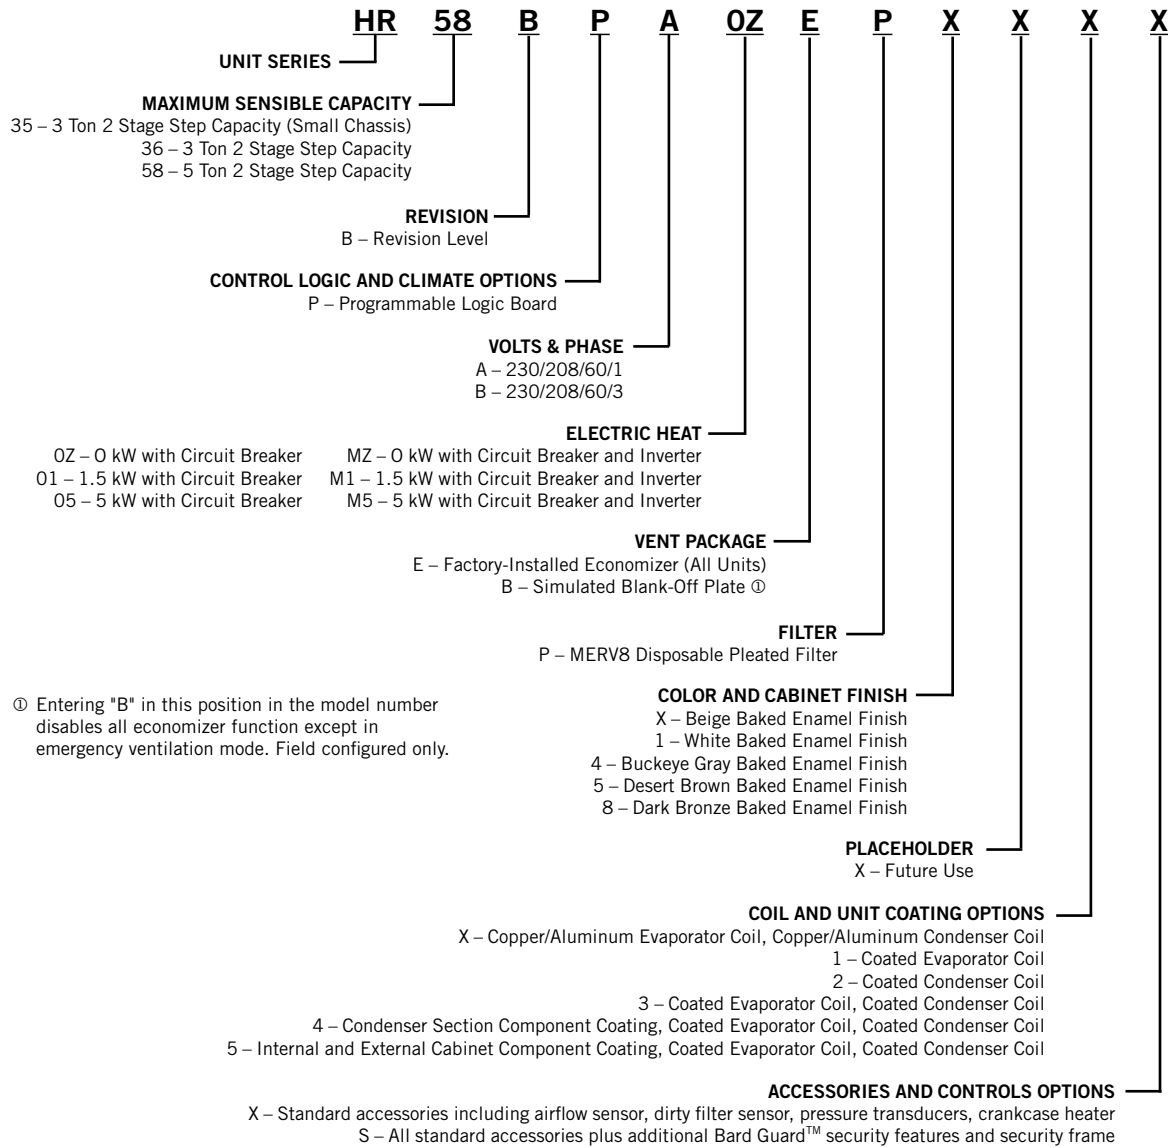 HR 58 B P A 0Z E P X X X X
UNIT SERIES
MAXIMUM SENSIBLE CAPACITY
35 – 3 Ton 2 Stage Step Capacity (Small Chassis)
36 – 3 Ton 2 Stage Step Capacity
58 – 5 Ton 2 Stage Step Capacity
REVISION
B – Revision Level
CONTROL LOGIC AND CLIMATE OPTIONS
P – Programmable Logic Board
VOLTS & PHASE
A – 230/208/60/1
B – 230/208/60/3
ELECTRIC HEAT
0Z – 0 kW with Circuit Breaker MZ – 0 kW with Circuit Breaker and Inverter
01 – 1.5 kW with Circuit Breaker M1 – 1.5 kW with Circuit Breaker and Inverter
05 – 5 kW with Circuit Breaker M5 – 5 kW with Circuit Breaker and Inverter
VENT PACKAGE
E – Factory-Installed Economizer (All Units)
B – Simulated Blank-Off Plate ①
FILTER
P – MERV8 Disposable Pleated Filter
① Entering "B" in this position in the model number
disables all economizer function except in
emergency ventilation mode. Field configured only.
COLOR AND CABINET FINISH
X – Beige Baked Enamel Finish
1 – White Baked Enamel Finish
4 – Buckeye Gray Baked Enamel Finish
5 – Desert Brown Baked Enamel Finish
8 – Dark Bronze Baked Enamel Finish
PLACEHOLDER
X – Future Use
COIL AND UNIT COATING OPTIONS
X – Copper/Aluminum Evaporator Coil, Copper/Aluminum Condenser Coil
1 – Coated Evaporator Coil
2 – Coated Condenser Coil
3 – Coated Evaporator Coil, Coated Condenser Coil
4 – Condenser Section Component Coating, Coated Evaporator Coil, Coated Condenser Coil
5 – Internal and External Cabinet Component Coating, Coated Evaporator Coil, Coated Condenser Coil
ACCESSORIES AND CONTROLS OPTIONS
X – Standard accessories including airflow sensor, dirty filter sensor, pressure transducers, crankcase heater
S – All standard accessories plus additional Bard Guard™ security features and security frame